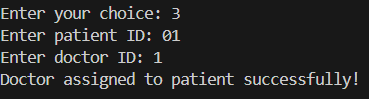 Enter your choice: 3
Enter patient ID: 01
Enter doctor ID: 1
Doctor assigned to patient successfully!